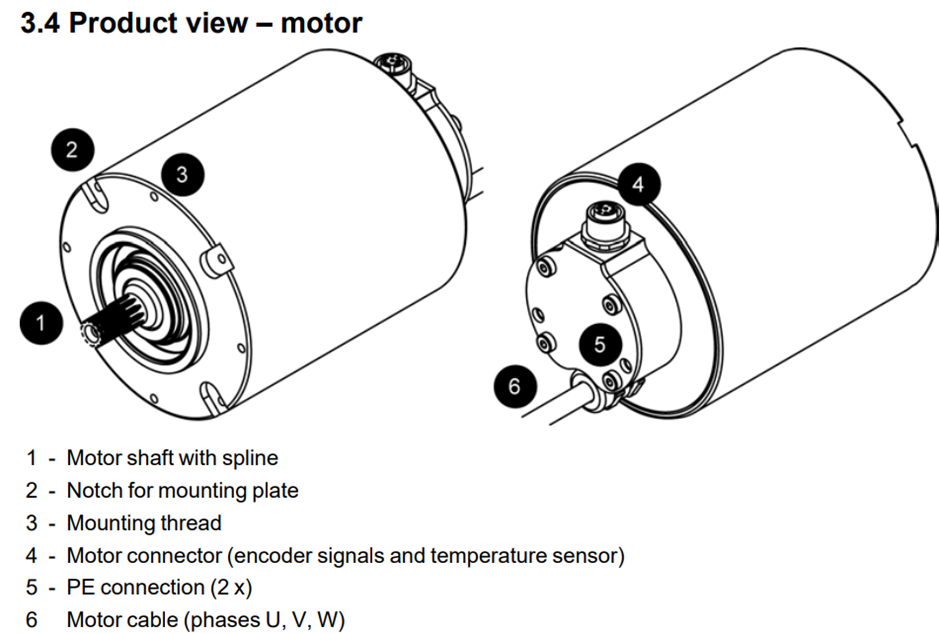 3.4 Product view – motor
2
3
4
1
5
6
1 - Motor shaft with spline
2 - Notch for mounting plate
3 - Mounting thread
4 - Motor connector (encoder signals and temperature sensor)
5 - PE connection (2 x)
6 Motor cable (phases U, V, W)